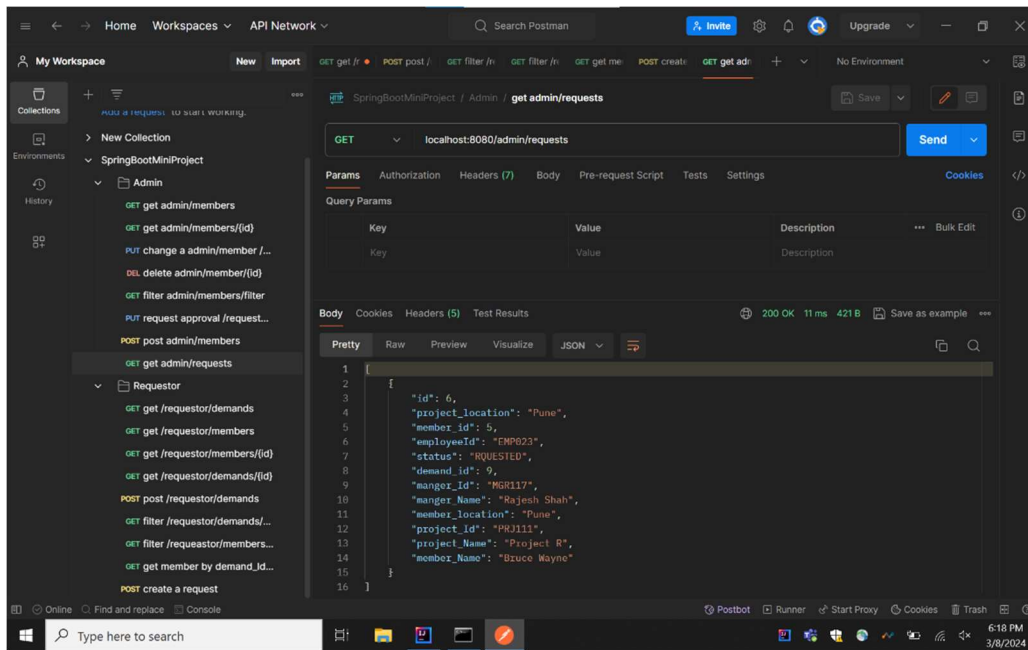 Home Workspaces API Network Search Postman Invite Upgrade
My Workspace New Import GET get /r POST post / GET filter /r GET filter /r GET get me POST create GET get adn No Environment
Collections
Environments
History
Add a request to start working.
New Collection
SpringBootMiniProject
Admin
GET get admin/members
GET get admin/members/{id}
PUT change a admin/member /...
DEL delete admin/member/{id}
GET filter admin/members/filter
PUT request approval /request...
POST post admin/members
GET get admin/requests
Requestor
GET get /requestor/demands
GET get /requestor/members
GET get /requestor/members/{id}
GET get /requestor/demands/{id}
POST post /requestor/demands
GET filter /requestor/demands/...
GET filter /requeastor/members...
GET get member by demand_Id...
POST create a request
HTTP SpringBootMiniProject / Admin / get admin/requests Save
GET localhost:8080/admin/requests Send
Params Authorization Headers (7) Body Pre-request Script Tests Settings Cookies
Query Params
Key Value Description Bulk Edit
Key Value Description
Body Cookies Headers (5) Test Results 200 OK 11 ms 421 B Save as example
Pretty Raw Preview Visualize JSON
1 [
2 {
3 "id": 6,
4 "project_location": "Pune",
5 "member_id": 5,
6 "employeeId": "EMP023",
7 "status": "RQUESTED",
8 "demand_id": 9,
9 "manger_Id": "MGR117",
10 "manger_Name": "Rajesh Shah",
11 "member_location": "Pune",
12 "project_Id": "PRJ111",
13 "project_Name": "Project R",
14 "member_Name": "Bruce Wayne"
15 }
16 ]
Online Find and replace Console Postbot Runner Start Proxy Cookies Trash
Type here to search
6:18 PM
3/8/2024